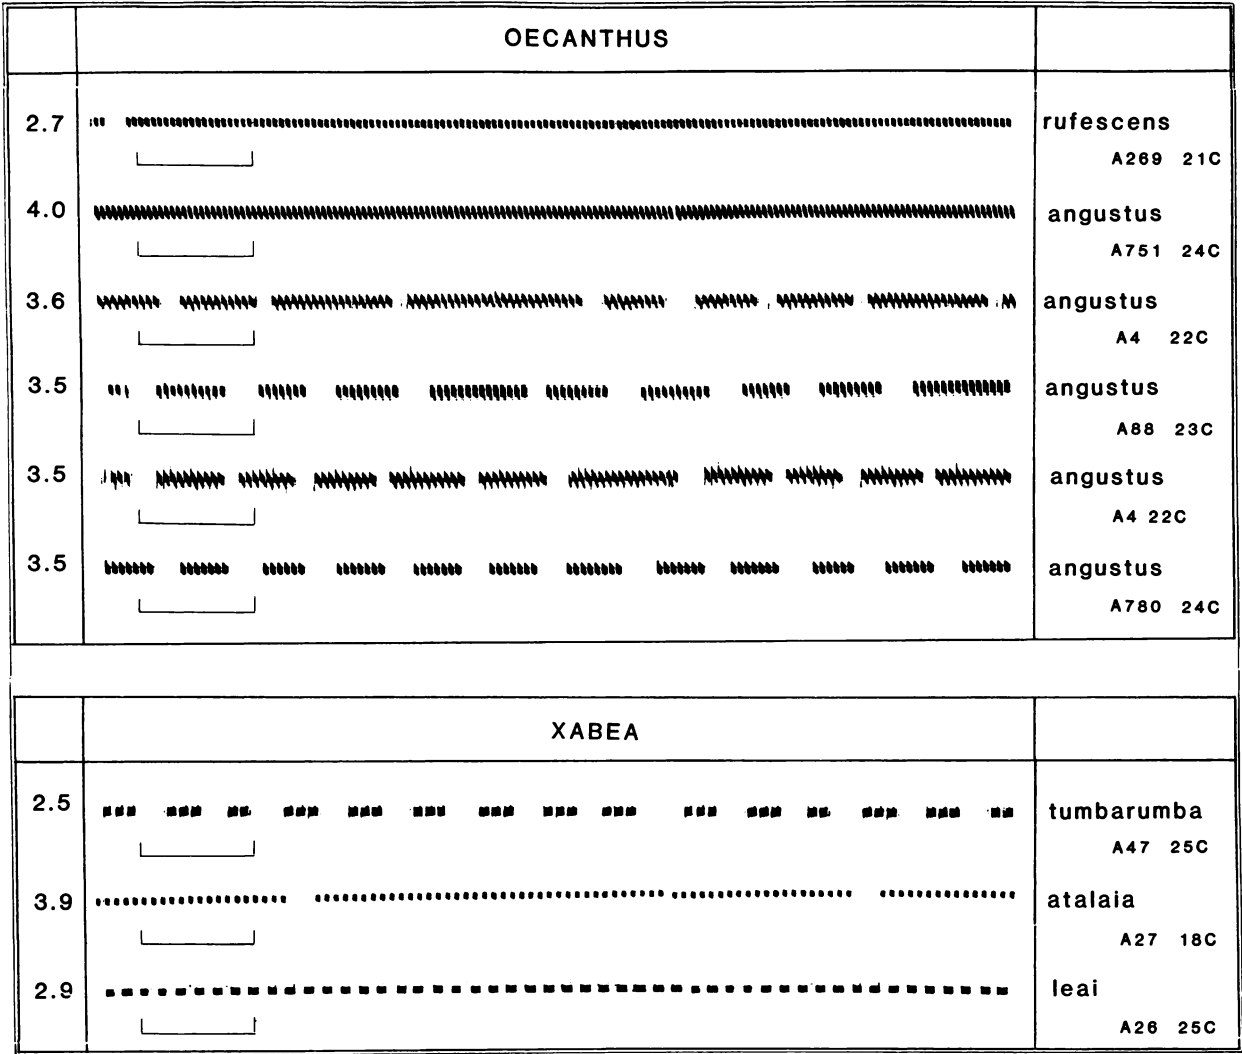 OECANTHUS
2.7 rufescens
A269 21C
4.0 angustus
A751 24C
3.6 angustus
A4 22C
3.5 angustus
A88 23C
3.5 angustus
A4 22C
3.5 angustus
A780 24C
XABEA
2.5 tumbarumba
A47 25C
3.9 atalaia
A27 18C
2.9 leai
A26 25C